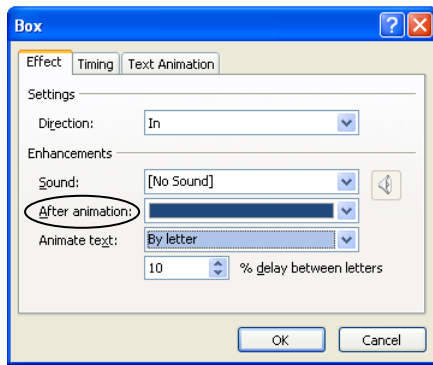 Box
Effect Timing Text Animation
Settings
Direction: In
Enhancements
Sound: [No Sound]
After animation:
Animate text: By letter
10 % delay between letters
OK Cancel